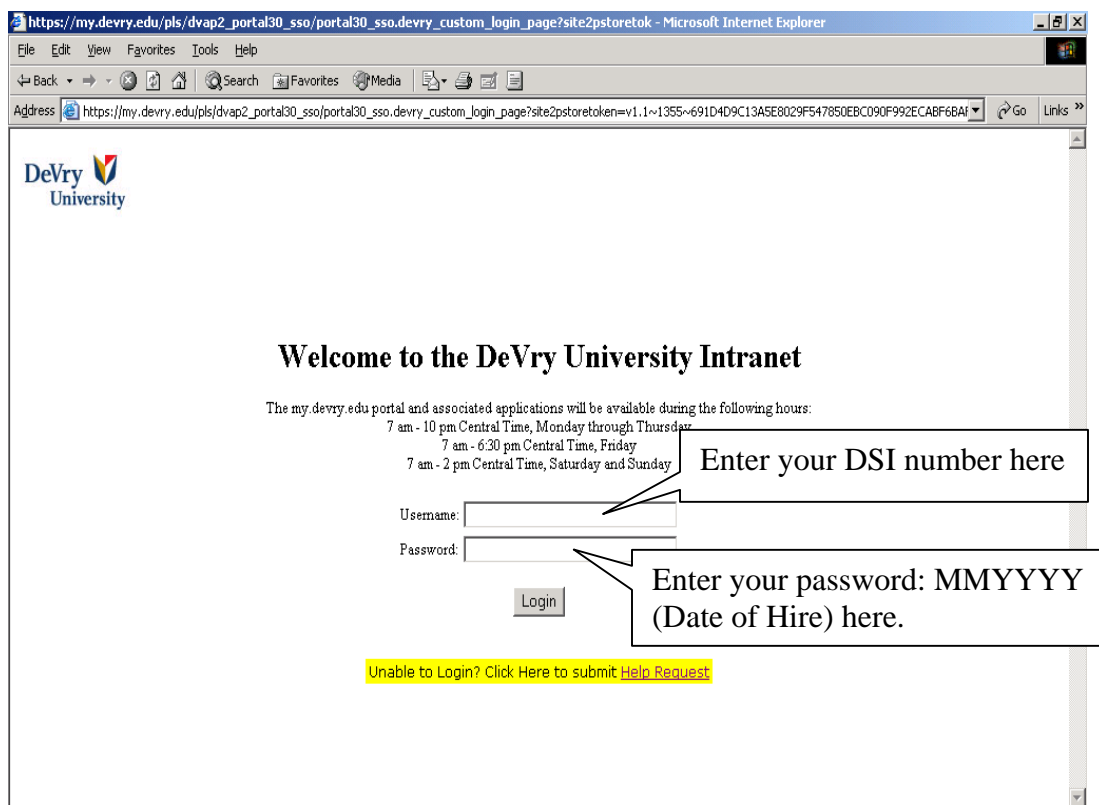 https://my.devry.edu/pls/dvap2_portal30_sso/portal30_sso.devry_custom_login_page?site2pstoretok - Microsoft Internet Explorer
File Edit View Favorites Tools Help
Back Search Favorites Media
Address https://my.devry.edu/pls/dvap2_portal30_sso/portal30_sso.devry_custom_login_page?site2pstoretoken=v1.1~1355~691D4D9C13A5E8029F547850EBC090F992ECABF6BAF Go Links »
DeVry
University
Welcome to the DeVry University Intranet
The my.devry.edu portal and associated applications will be available during the following hours:
7 am - 10 pm Central Time, Monday through Thursday
7 am - 6:30 pm Central Time, Friday
7 am - 2 pm Central Time, Saturday and Sunday
Enter your DSI number here
Username:
Password:
Enter your password: MMYYYY
(Date of Hire) here.
Login
Unable to Login? Click Here to submit Help Request